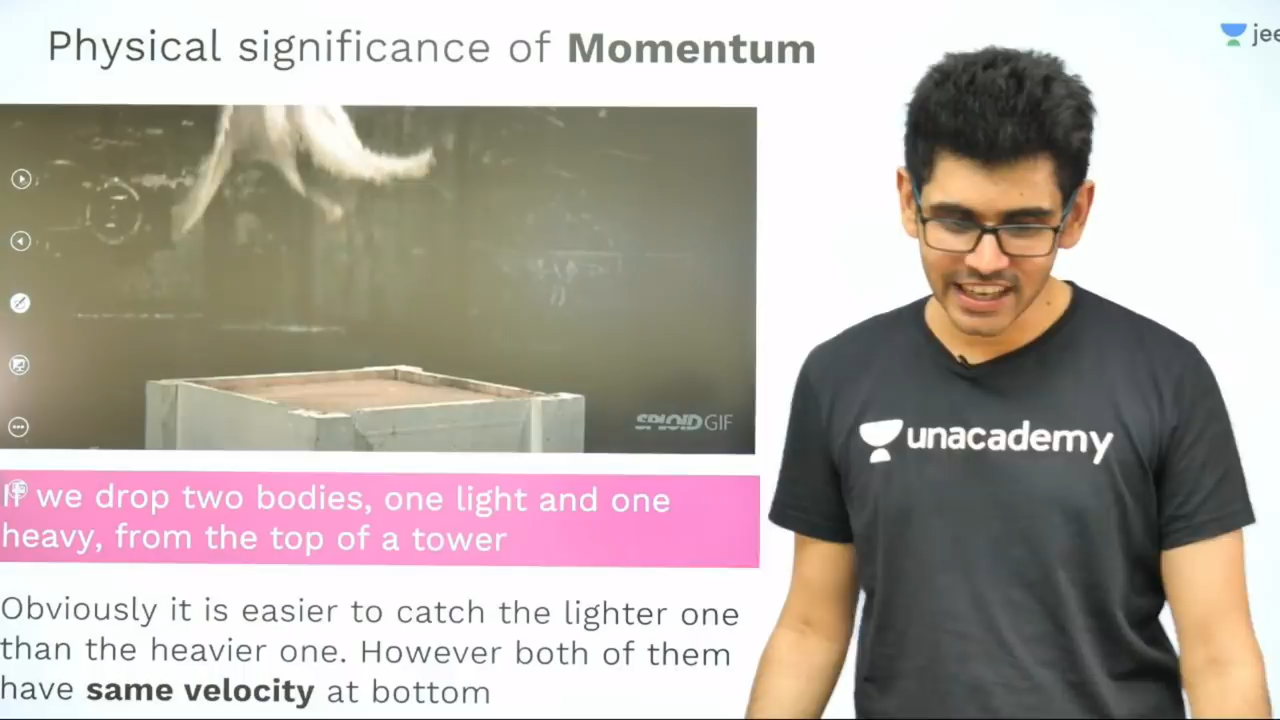 Physical significance of Momentum
jee
SPLOID GIF
If we drop two bodies, one light and one
heavy, from the top of a tower
unacademy
Obviously it is easier to catch the lighter one
than the heavier one. However both of them
have same velocity at bottom